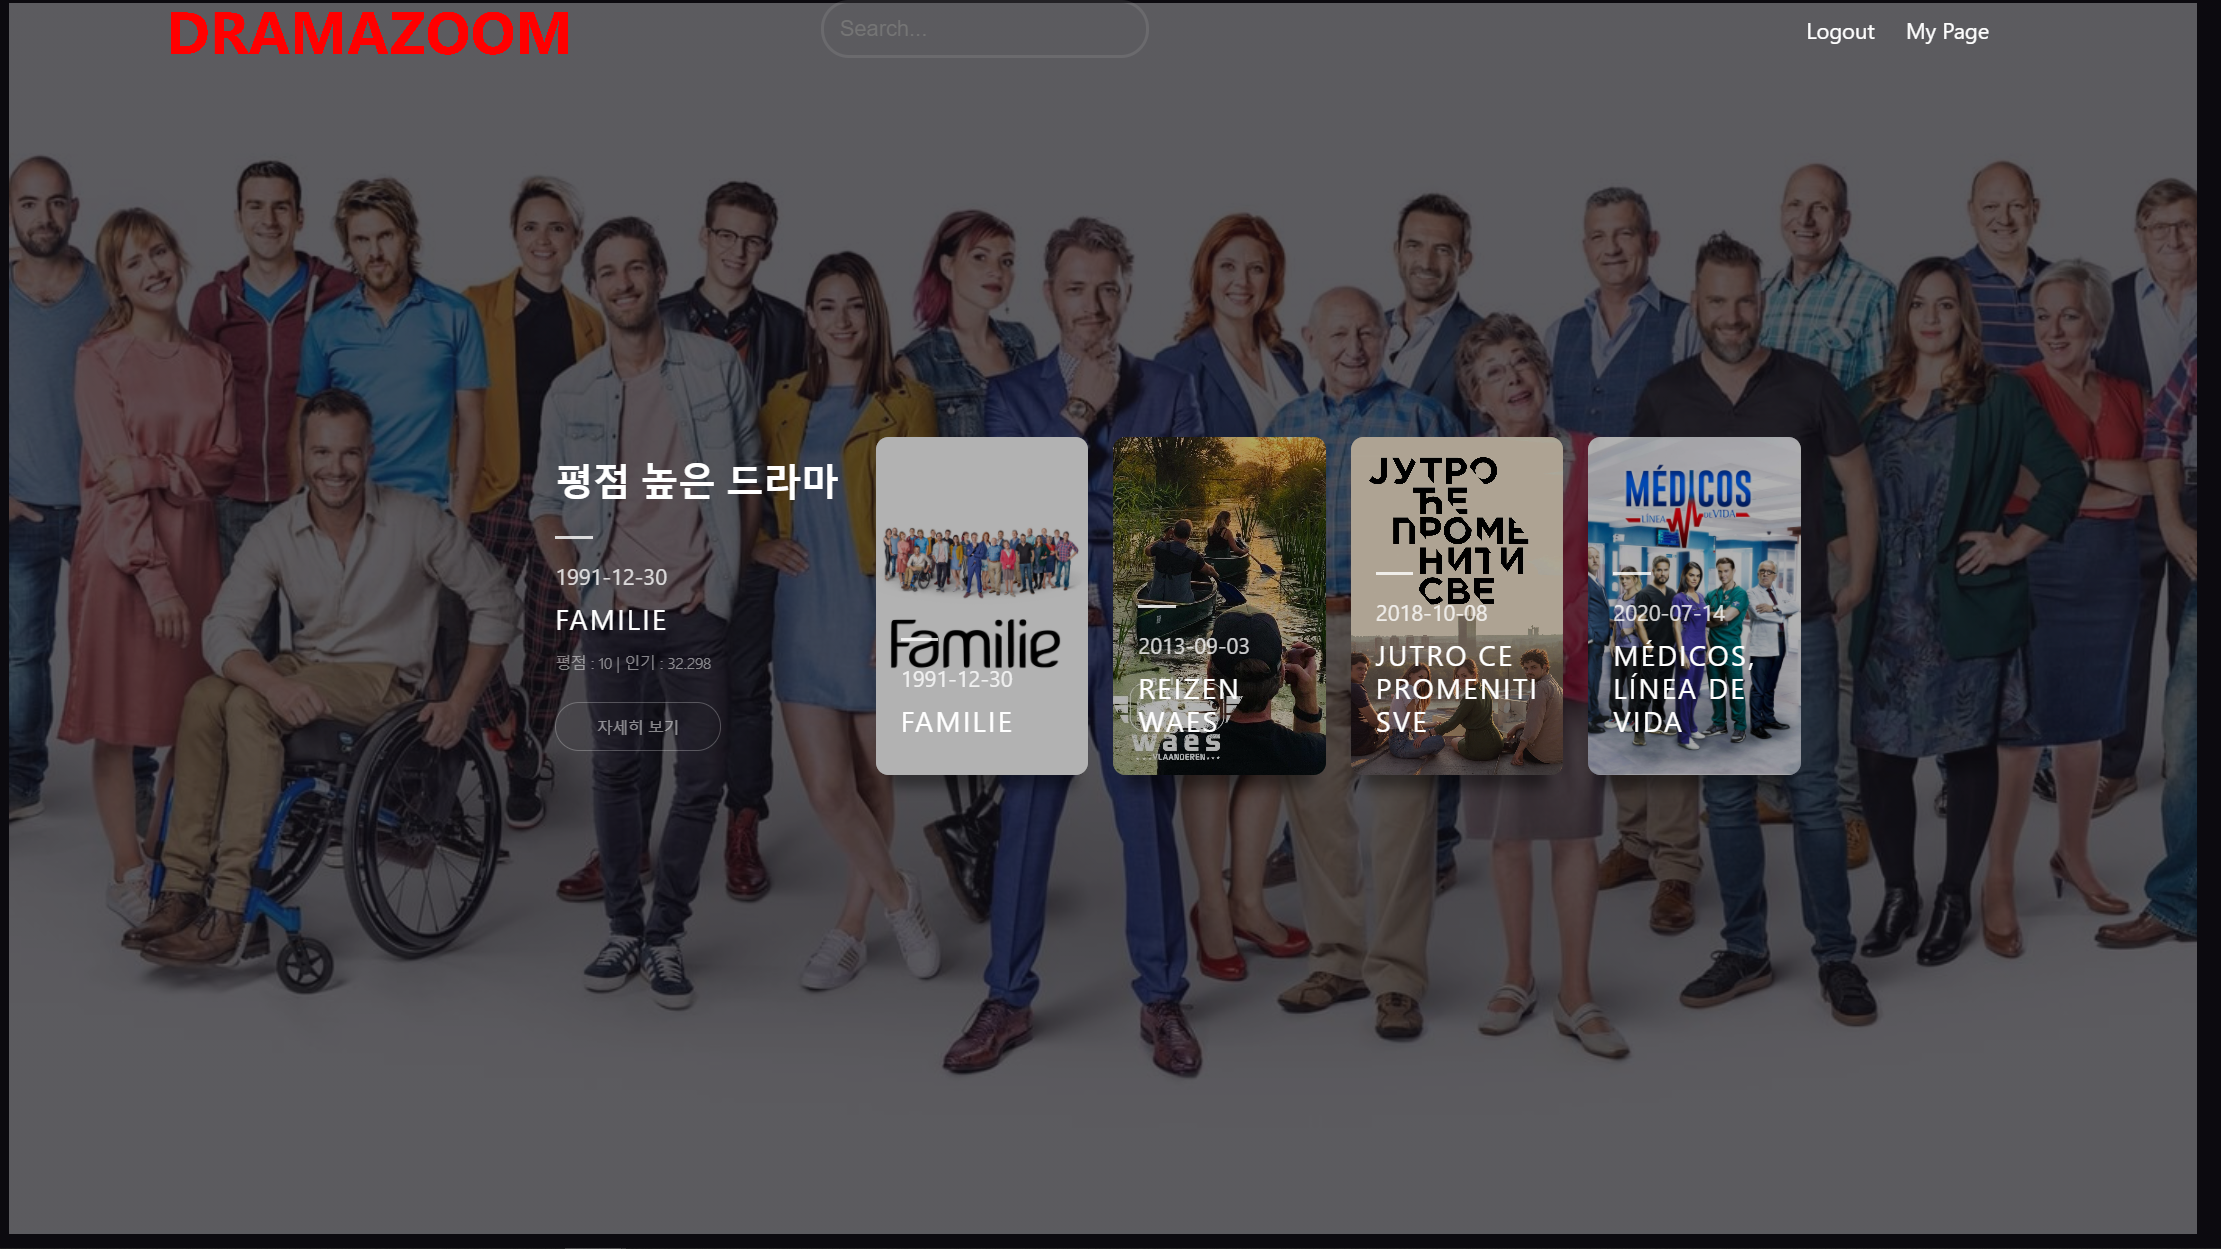 DRAMAZOOM
Search...
Logout
My Page
평점 높은 드라마
1991-12-30
FAMILIE
평점 : 10 | 인기 : 32.298
자세히 보기
Familie
1991-12-30
FAMILIE
2013-09-03
REIZEN
WAES
waes
VLAANDEREN
ЈУТРО
ЋЕ
ПРОМЕ
НИТИ
СВЕ
2018-10-08
JUTRO CE
PROMENITI
SVE
MÉDICOS
LÍNEA DE VIDA
2020-07-14
MÉDICOS,
LÍNEA DE
VIDA